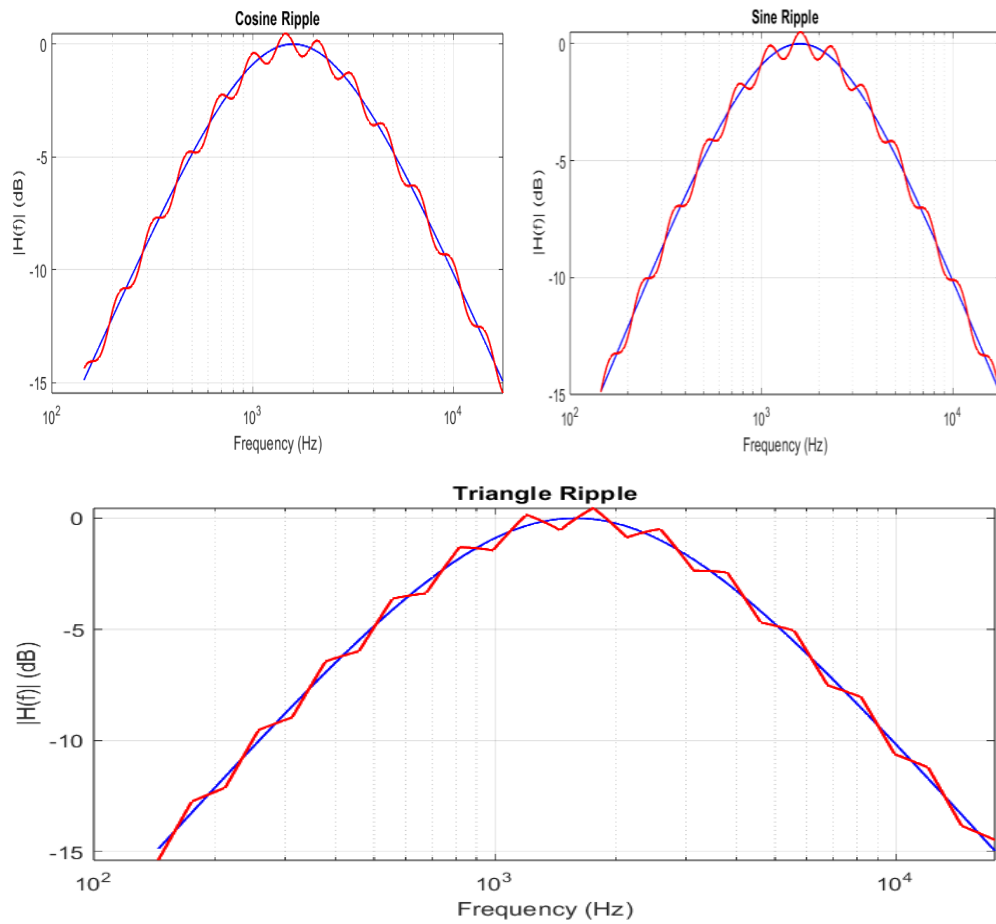 Cosine Ripple
0
-5
-10
-15
|H(f)| (dB)
10²
10³
10⁴
Frequency (Hz)
Sine Ripple
0
-5
-10
-15
|H(f)| (dB)
10²
10³
10⁴
Frequency (Hz)
Triangle Ripple
0
-5
-10
-15
|H(f)| (dB)
10²
10³
10⁴
Frequency (Hz)